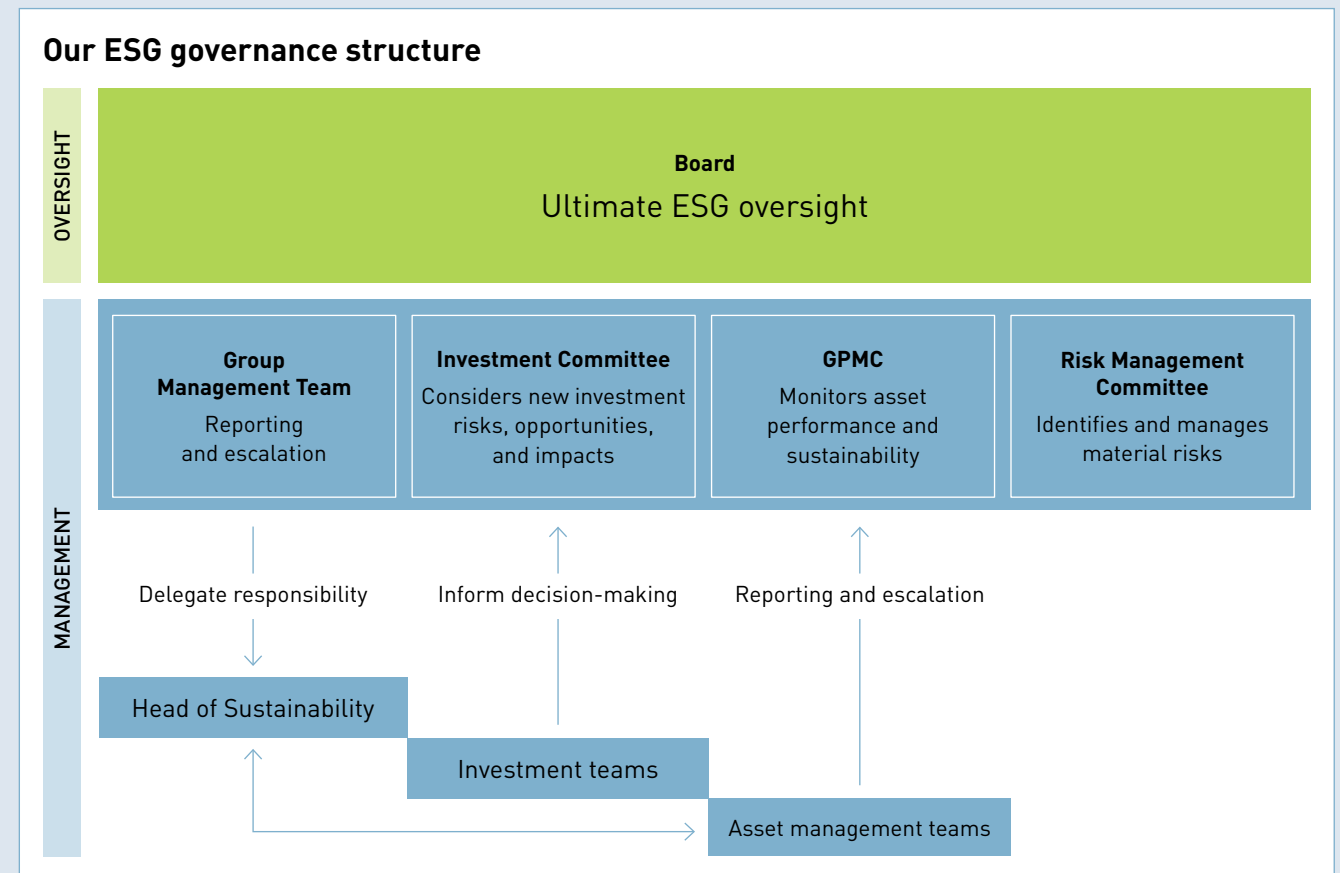 Our ESG governance structure
OVERSIGHT
Board
Ultimate ESG oversight
MANAGEMENT
Group
Management Team
Reporting
and escalation
Investment Committee
Considers new investment
risks, opportunities,
and impacts
GPMC
Monitors asset
performance and
sustainability
Risk Management
Committee
Identifies and manages
material risks
Delegate responsibility
Inform decision-making
Reporting and escalation
Head of Sustainability
Investment teams
Asset management teams